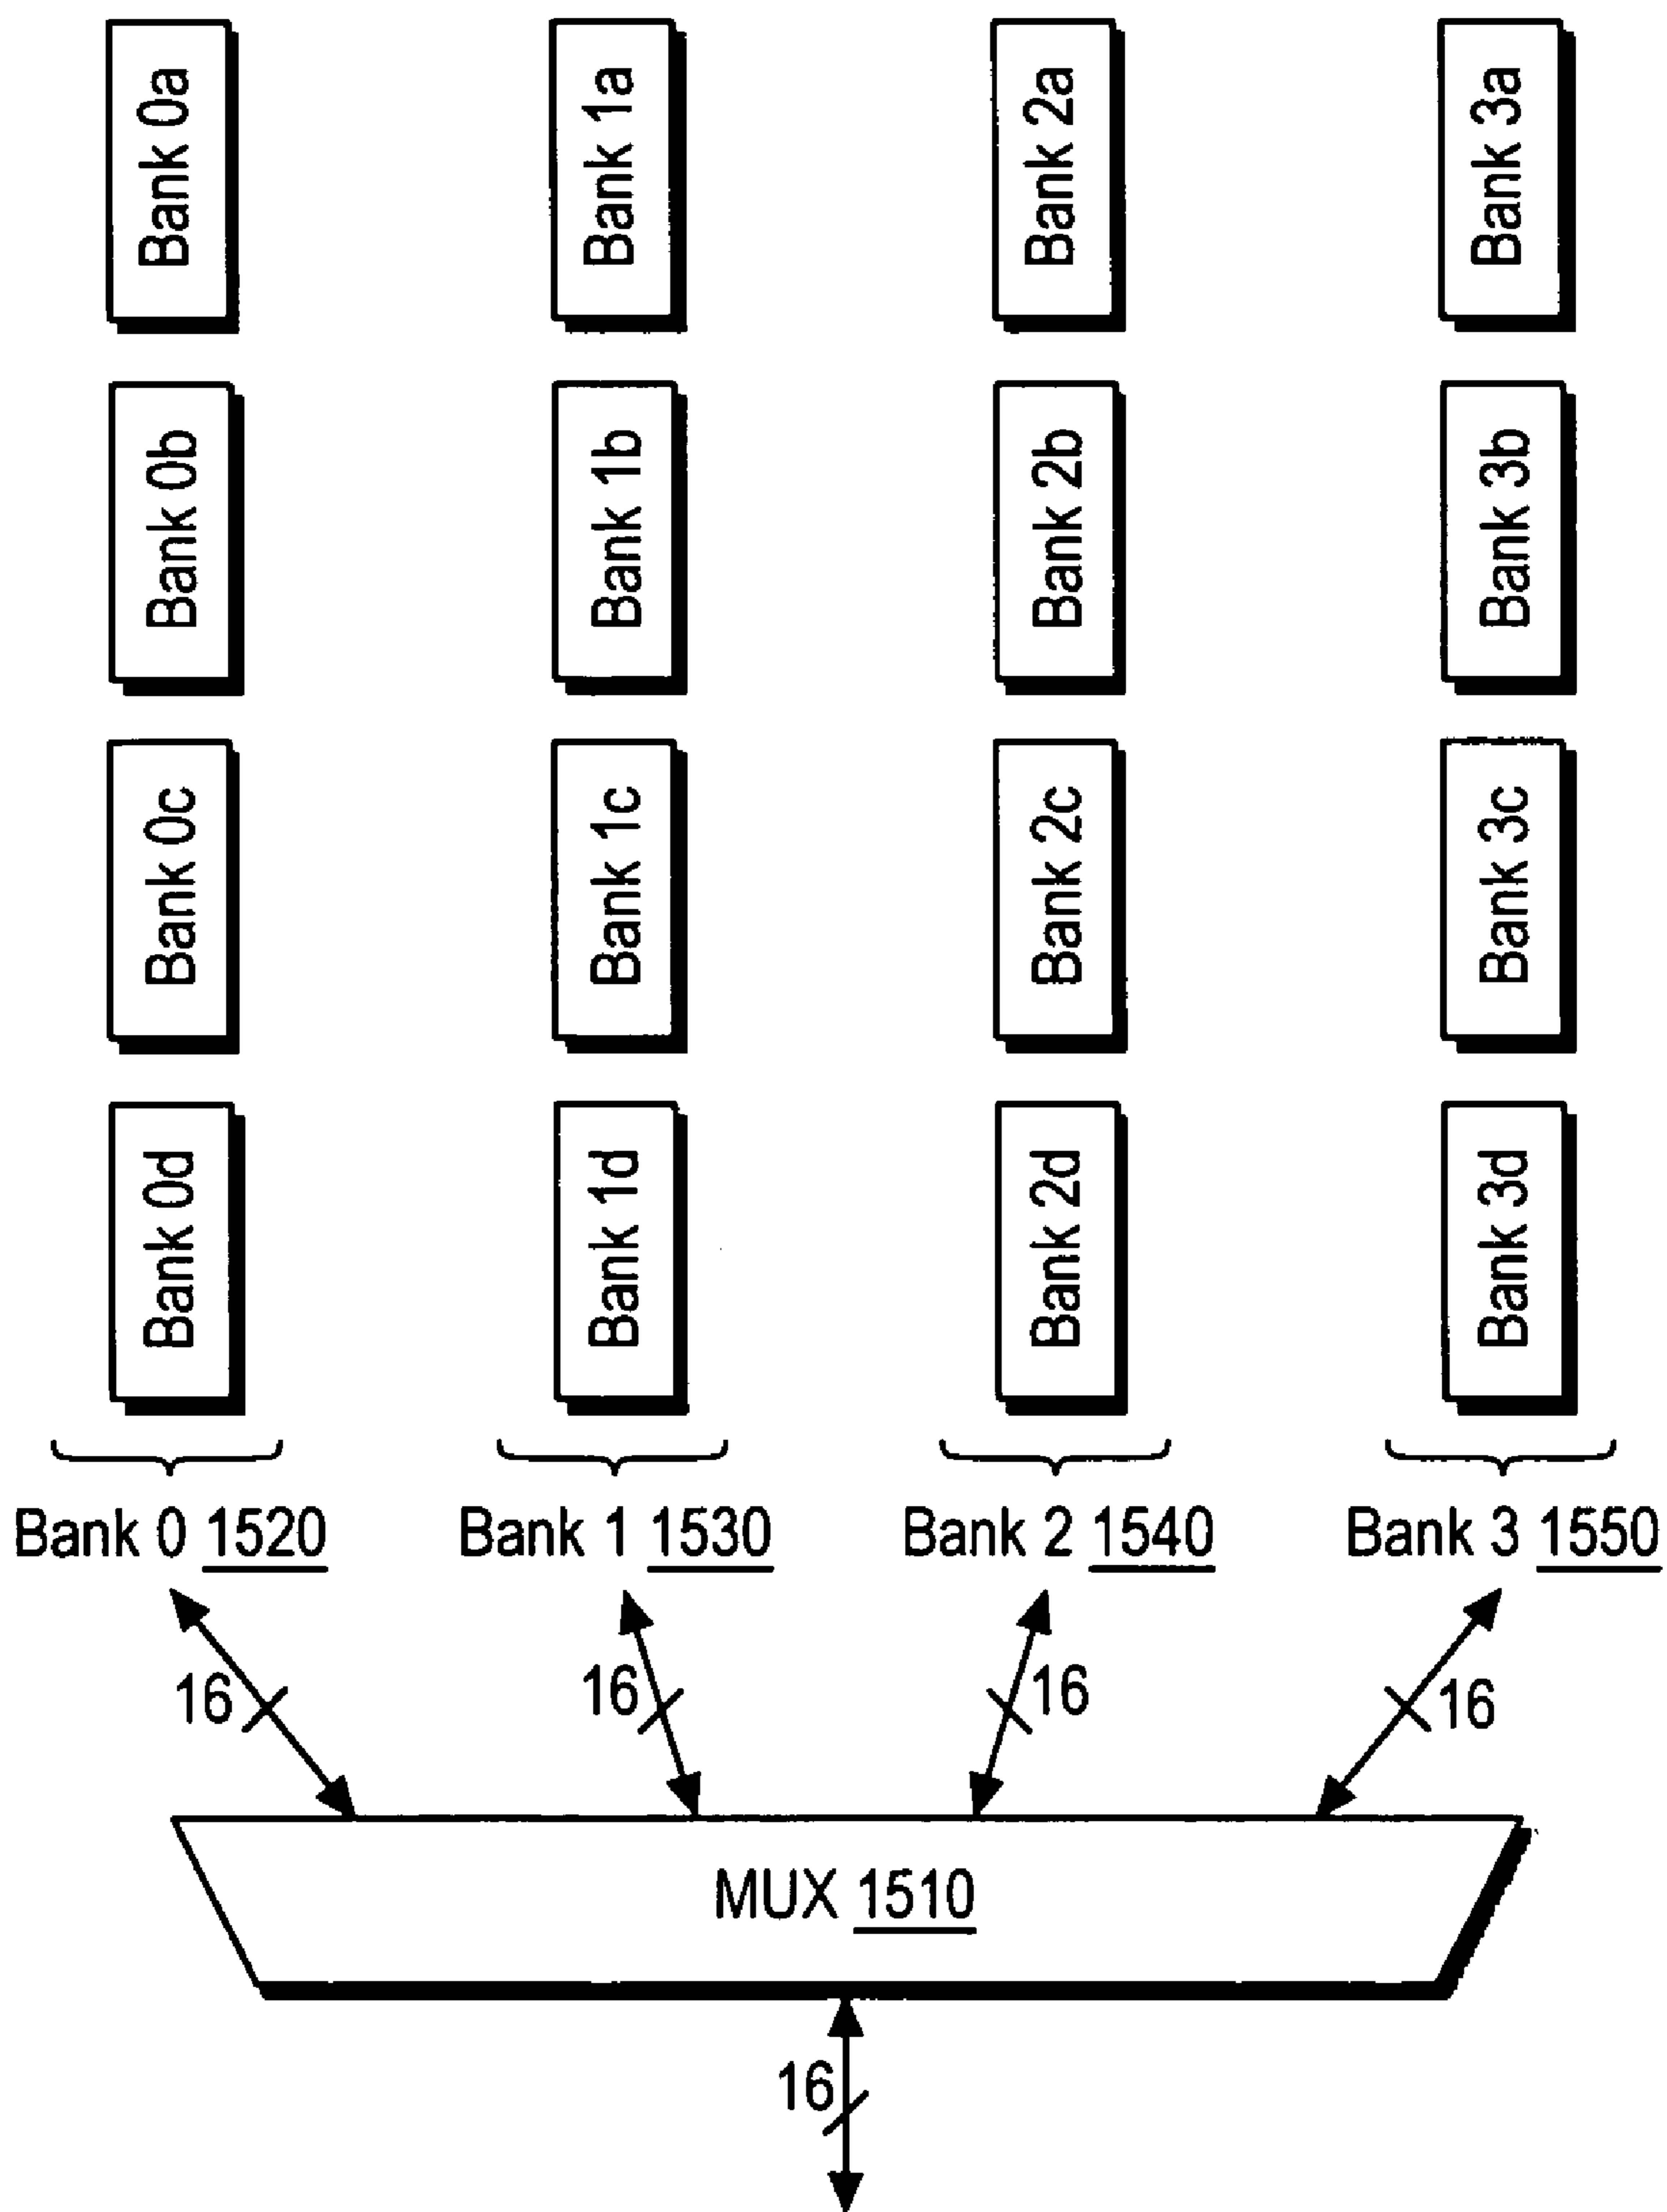 Bank 0a
Bank 1a
Bank 2a
Bank 3a
Bank 0b
Bank 1b
Bank 2b
Bank 3b
Bank 0c
Bank 1c
Bank 2c
Bank 3c
Bank 0d
Bank 1d
Bank 2d
Bank 3d
Bank 0 1520
Bank 1 1530
Bank 2 1540
Bank 3 1550
16
16
16
16
MUX 1510
16